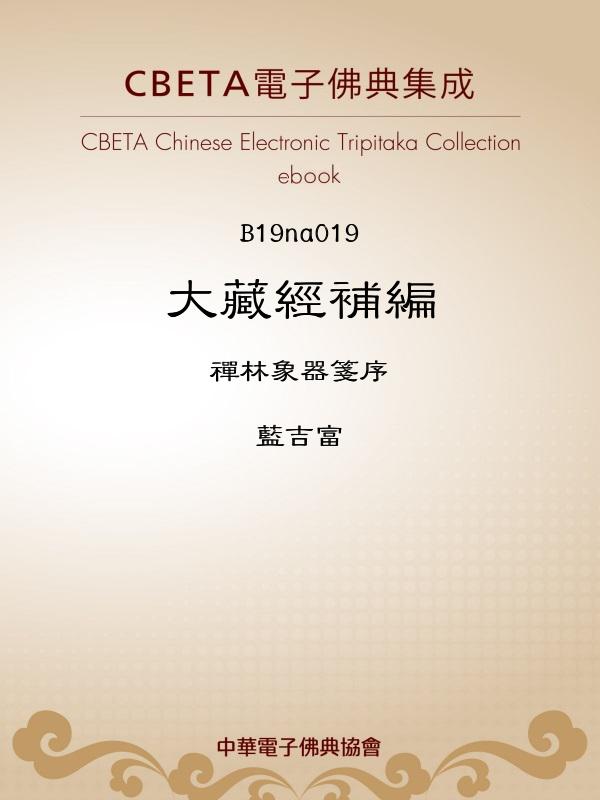 CBETA電子佛典集成
CBETA Chinese Electronic Tripitaka Collection
ebook
B19na019
大藏經補編
禪林象器箋序
藍吉富
中華電子佛典協會